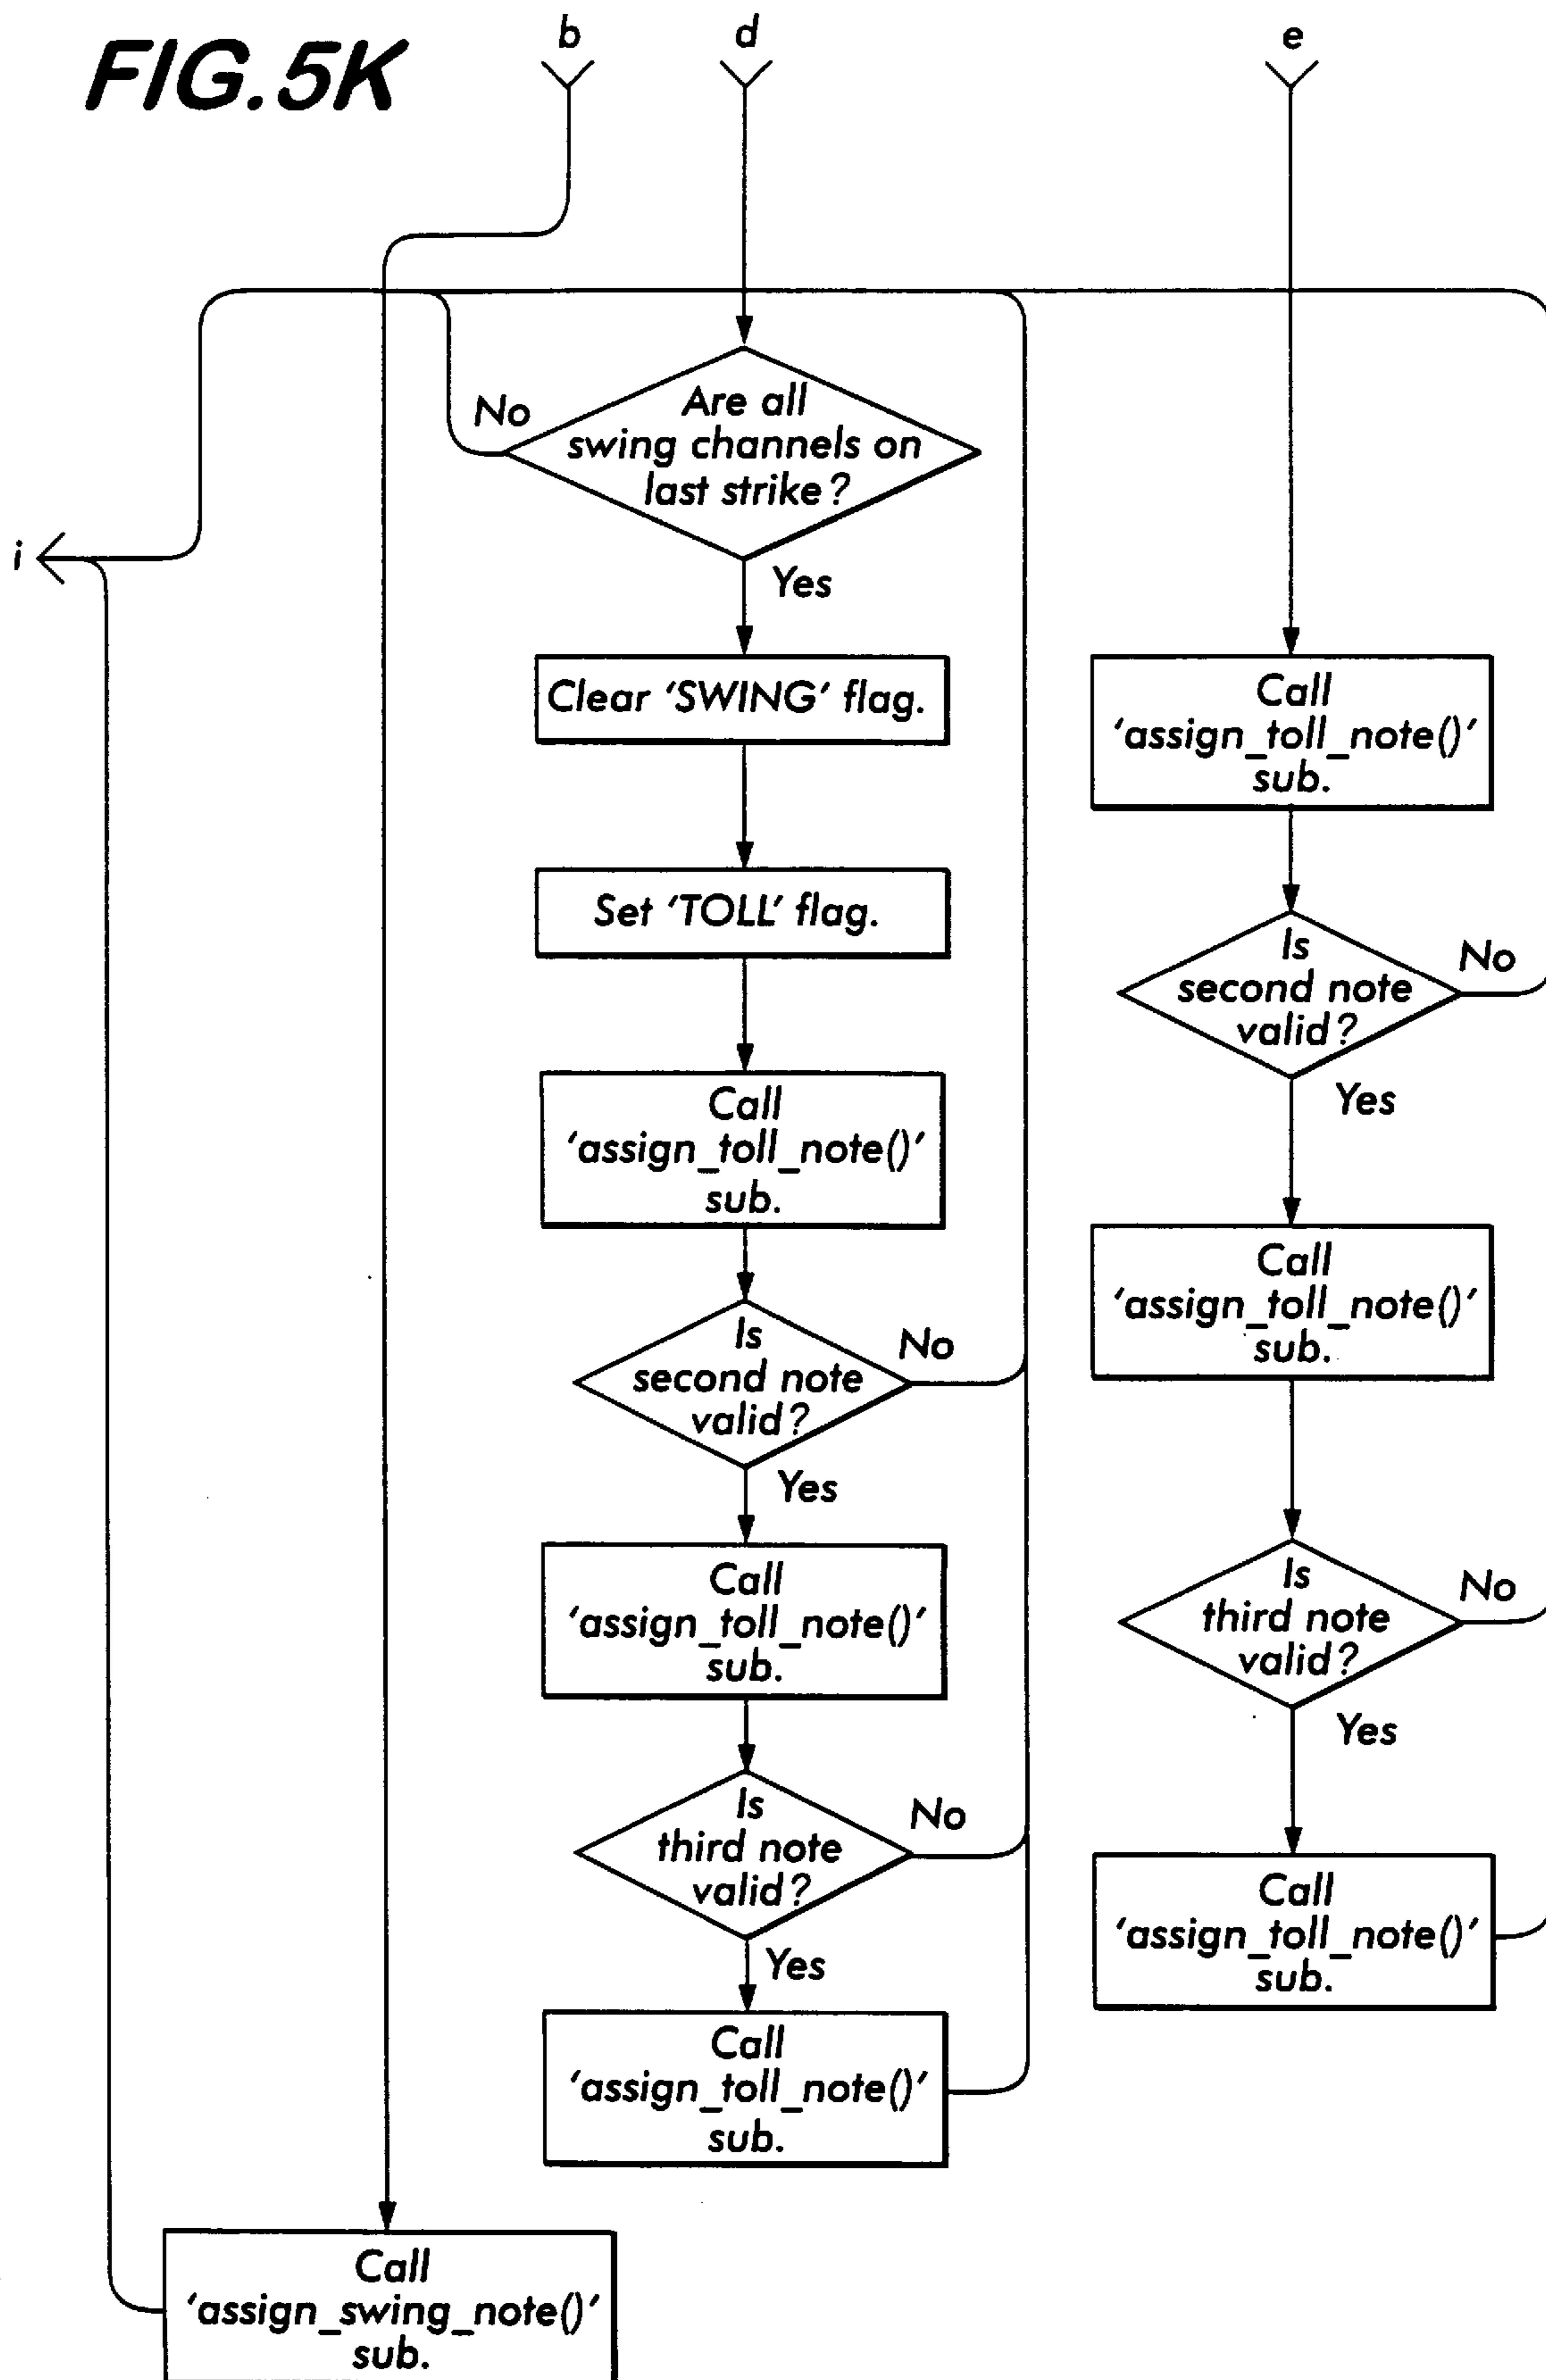 FIG.5K
b
d
e
i
No
Are all
swing channels on
last strike?
Yes
Clear 'SWING' flag.
Set 'TOLL' flag.
Call
'assign_toll_note()'
sub.
Is
second note
valid?
No
Yes
Call
'assign_toll_note()'
sub.
Is
third note
valid?
No
Yes
Call
'assign_toll_note()'
sub.
Call
'assign_toll_note()'
sub.
Is
second note
valid?
No
Yes
Call
'assign_toll_note()'
sub.
Is
third note
valid?
No
Yes
Call
'assign_toll_note()'
sub.
Call
'assign_swing_note()'
sub.